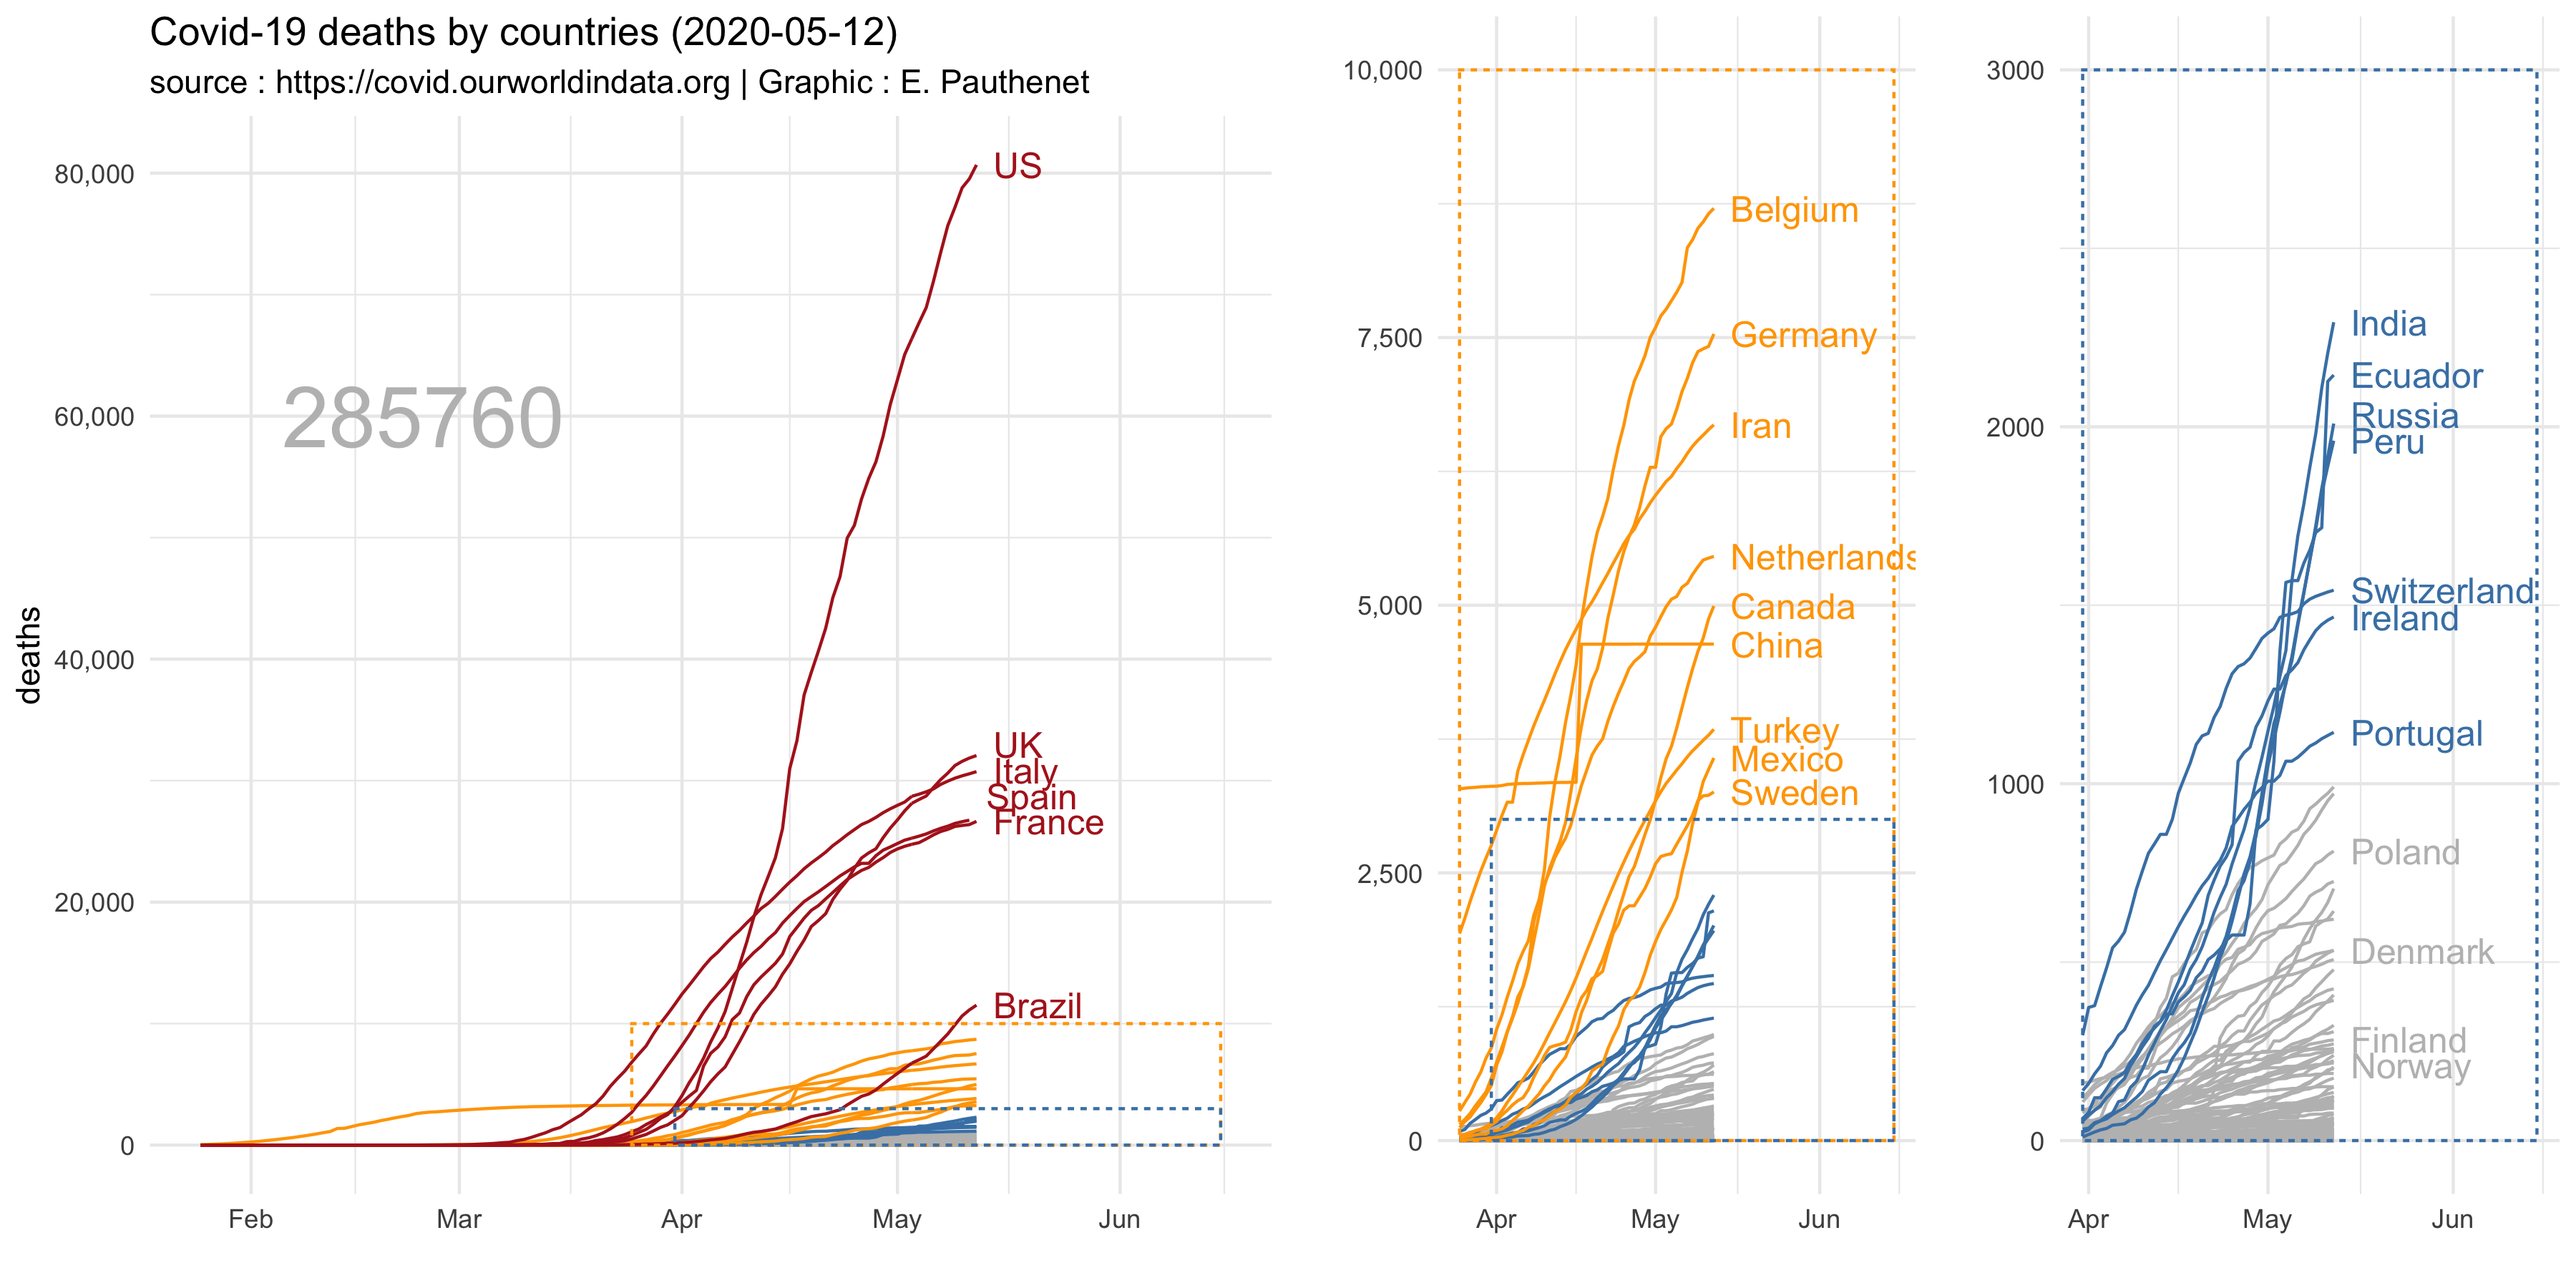 Covid-19 deaths by countries (2020-05-12)
source : https://covid.ourworldindata.org | Graphic : E. Pauthenet
deaths
80,000
60,000
40,000
20,000
0
285760
US
UK
Italy
Spain
France
Brazil
Feb Mar Apr May Jun
10,000
7,500
5,000
2,500
0
Belgium
Germany
Iran
Netherlands
Canada
China
Turkey
Mexico
Sweden
Apr May Jun
3000
2000
1000
0
India
Ecuador
Russia
Peru
Switzerland
Ireland
Portugal
Poland
Denmark
Finland
Norway
Apr May Jun